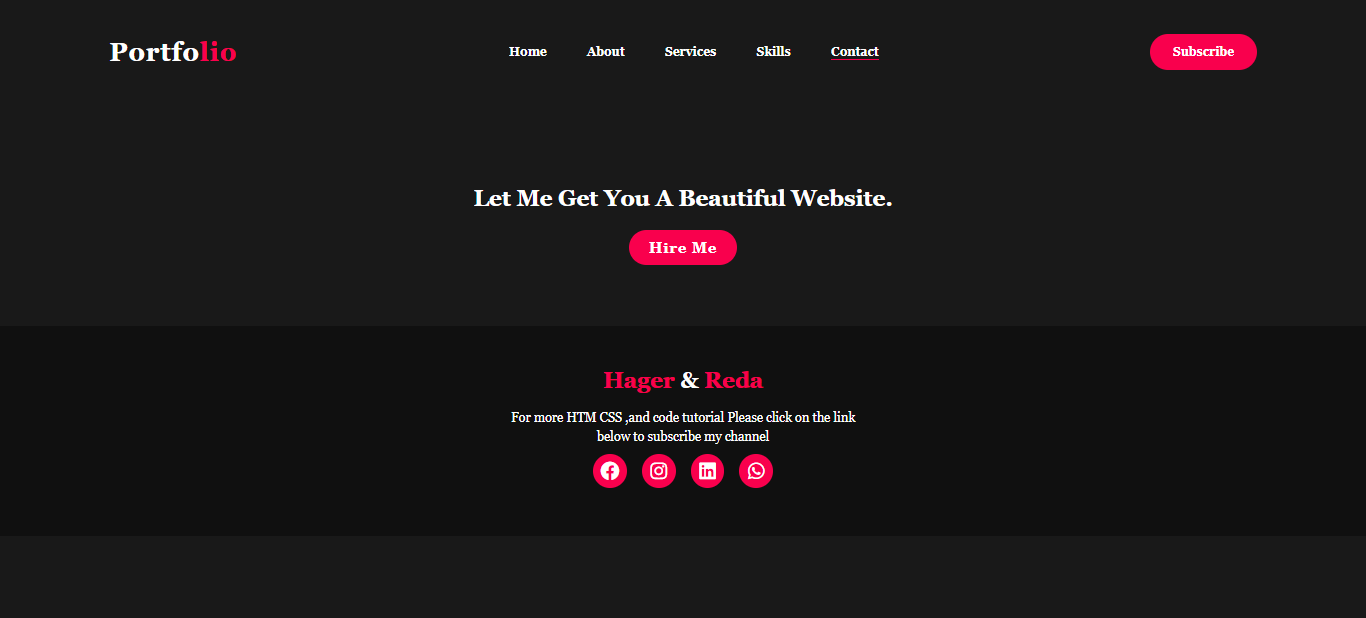 Portfolio
Home About Services Skills Contact
Subscribe
Let Me Get You A Beautiful Website.
Hire Me
Hager & Reda
For more HTM CSS ,and code tutorial Please click on the link
below to subscribe my channel